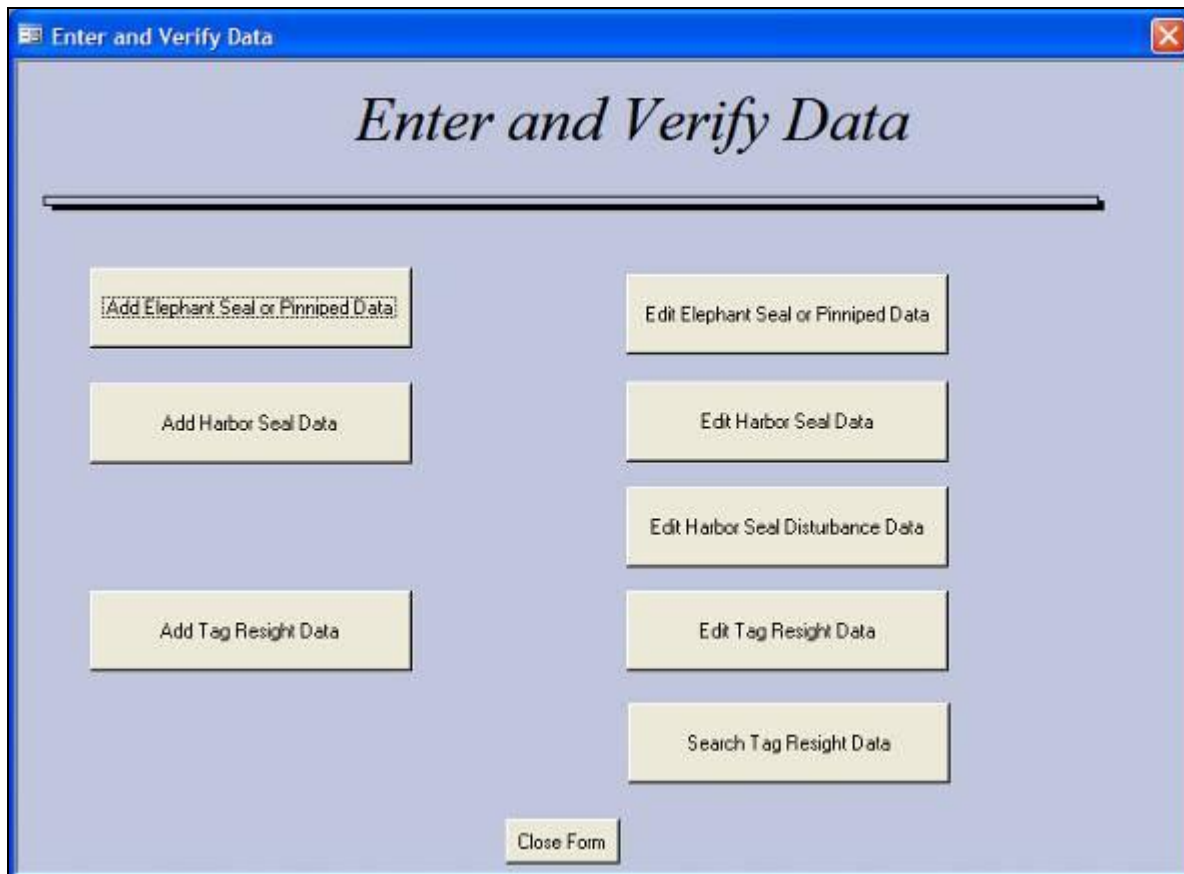 Enter and Verify Data
Enter and Verify Data
Add Elephant Seal or Pinniped Data
Edit Elephant Seal or Pinniped Data
Add Harbor Seal Data
Edit Harbor Seal Data
Edit Harbor Seal Disturbance Data
Add Tag Resight Data
Edit Tag Resight Data
Search Tag Resight Data
Close Form